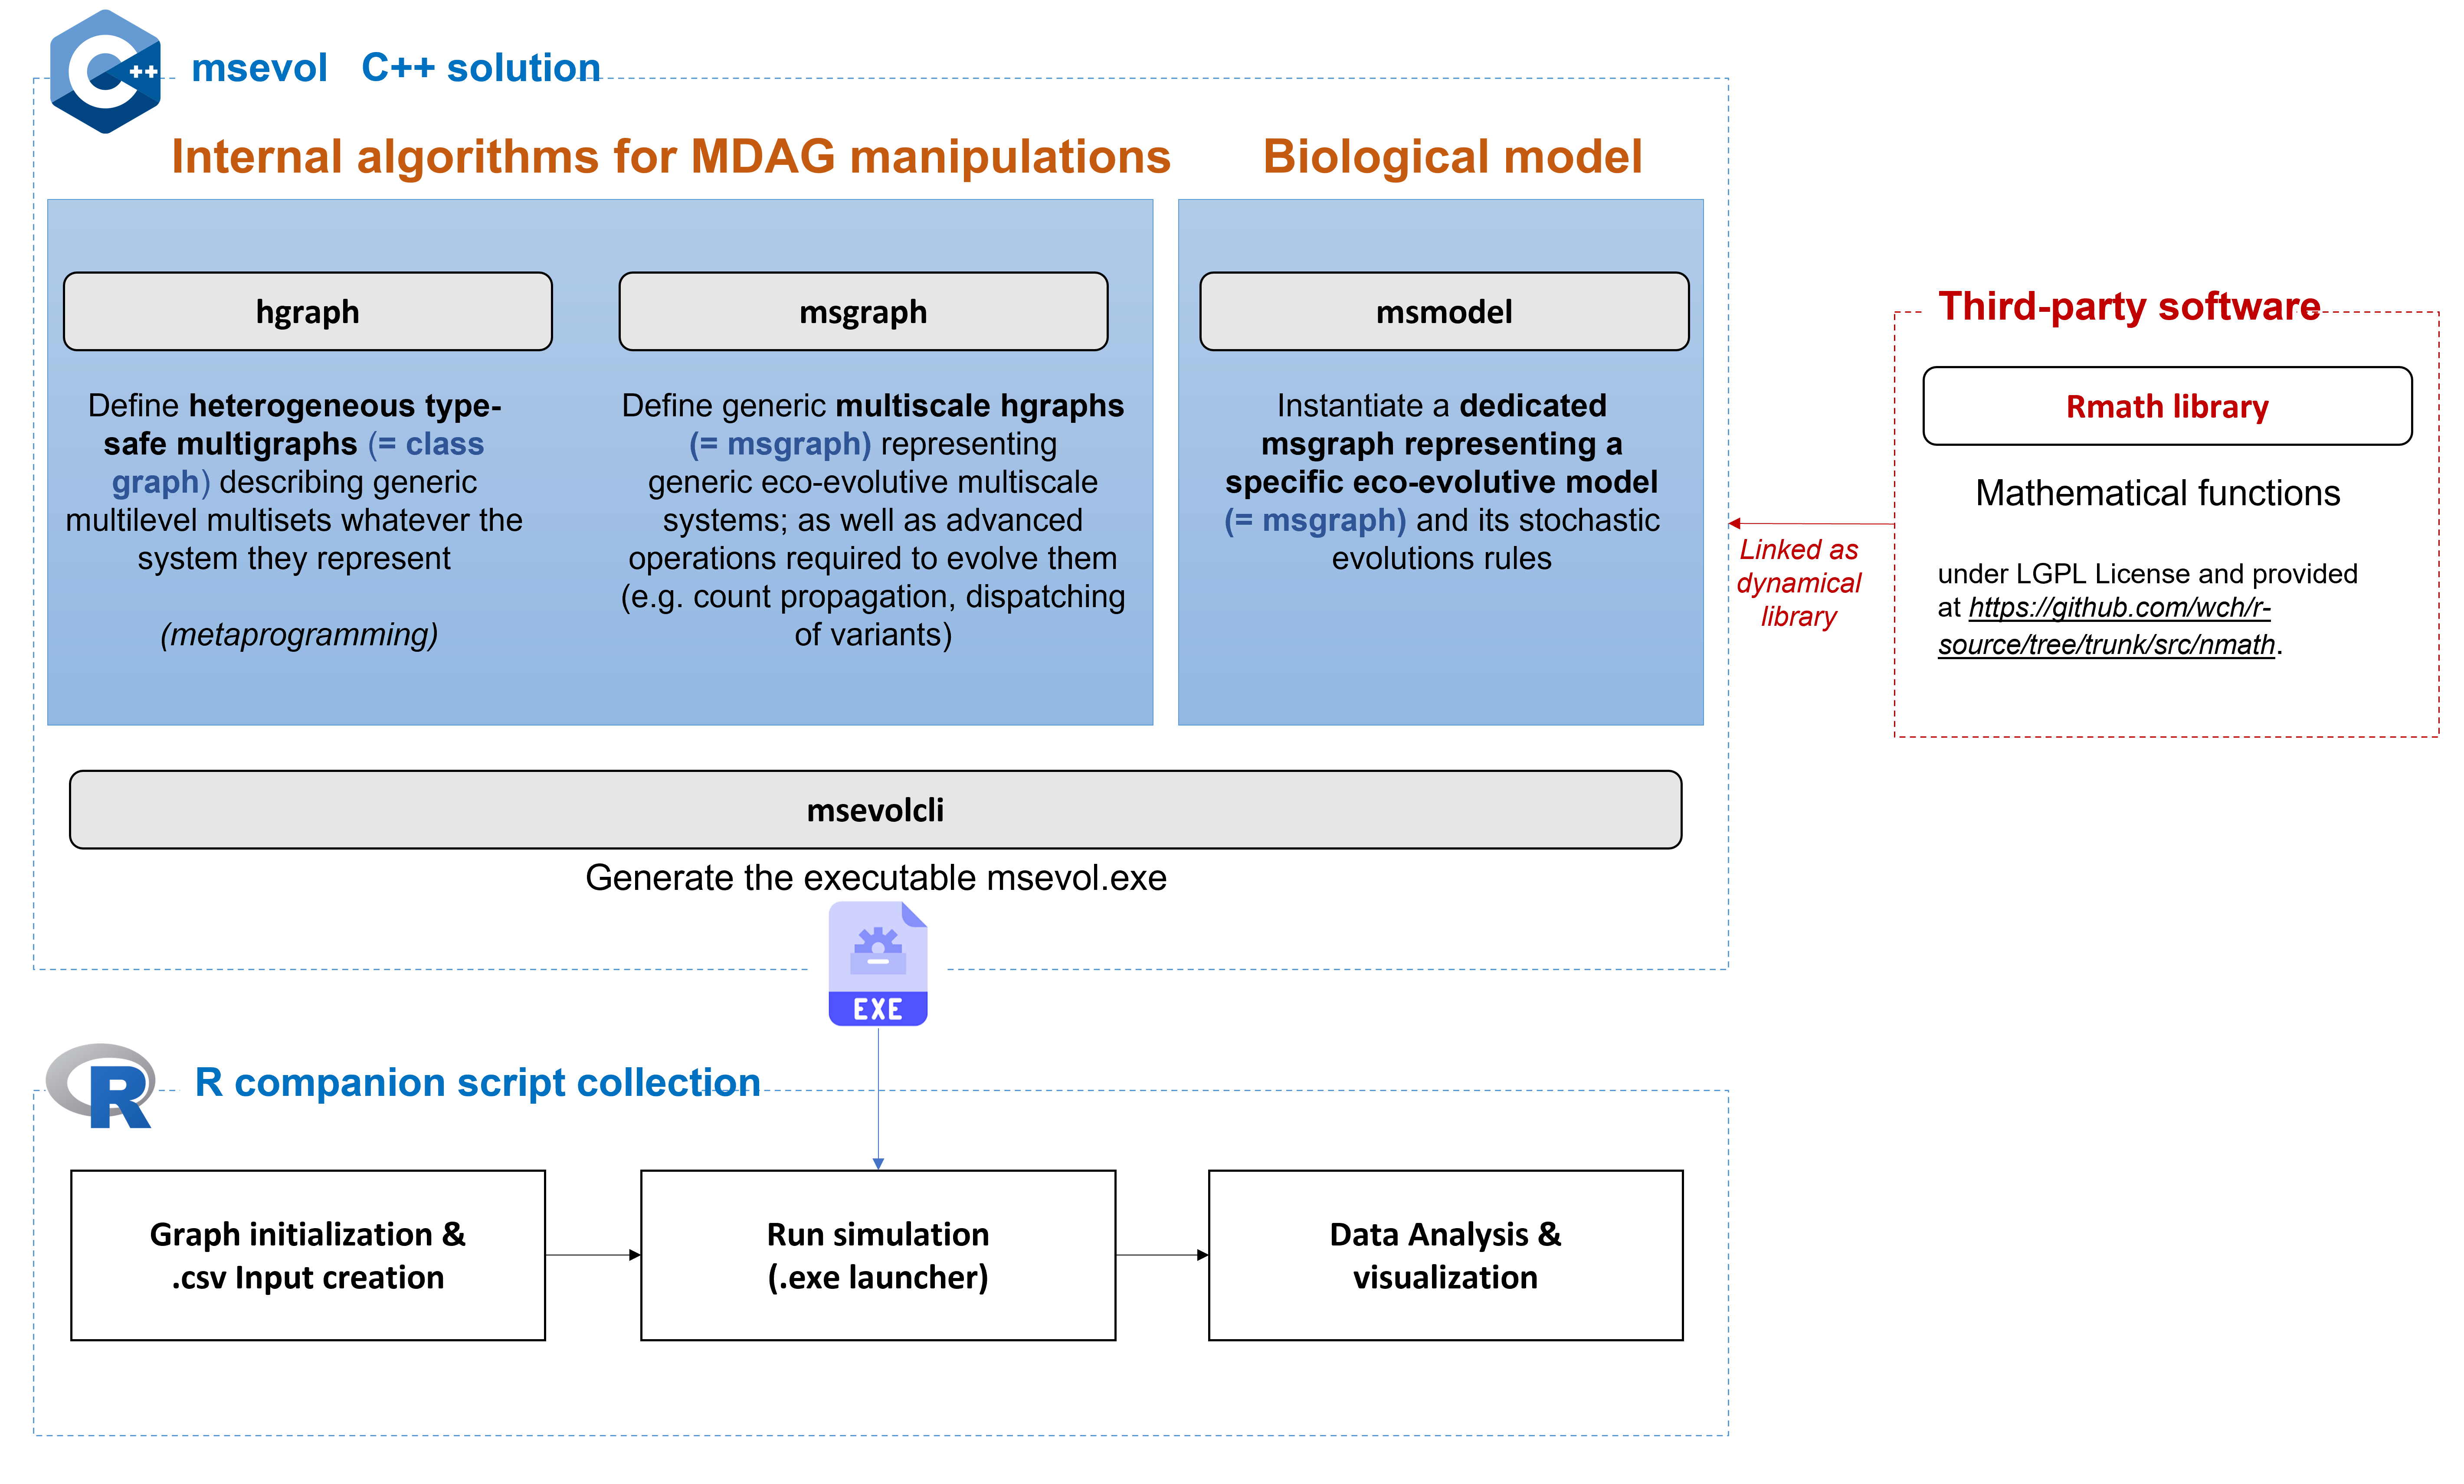 msevol C++ solution
Internal algorithms for MDAG manipulations
Biological model
hgraph
Define heterogeneous type-
safe multigraphs (= class
graph) describing generic
multilevel multisets whatever the
system they represent
(metaprogramming)
msgraph
Define generic multiscale hgraphs
(= msgraph) representing
generic eco-evolutive multiscale
systems; as well as advanced
operations required to evolve them
(e.g. count propagation, dispatching
of variants)
msmodel
Instantiate a dedicated
msgraph representing a
specific eco-evolutive model
(= msgraph) and its stochastic
evolutions rules
Linked as
dynamical
library
Third-party software
Rmath library
Mathematical functions
under LGPL License and provided
at https://github.com/wch/r-
source/tree/trunk/src/nmath.
msevolcli
Generate the executable msevol.exe
EXE
R companion script collection
Graph initialization &
.csv Input creation
Run simulation
(.exe launcher)
Data Analysis &
visualization